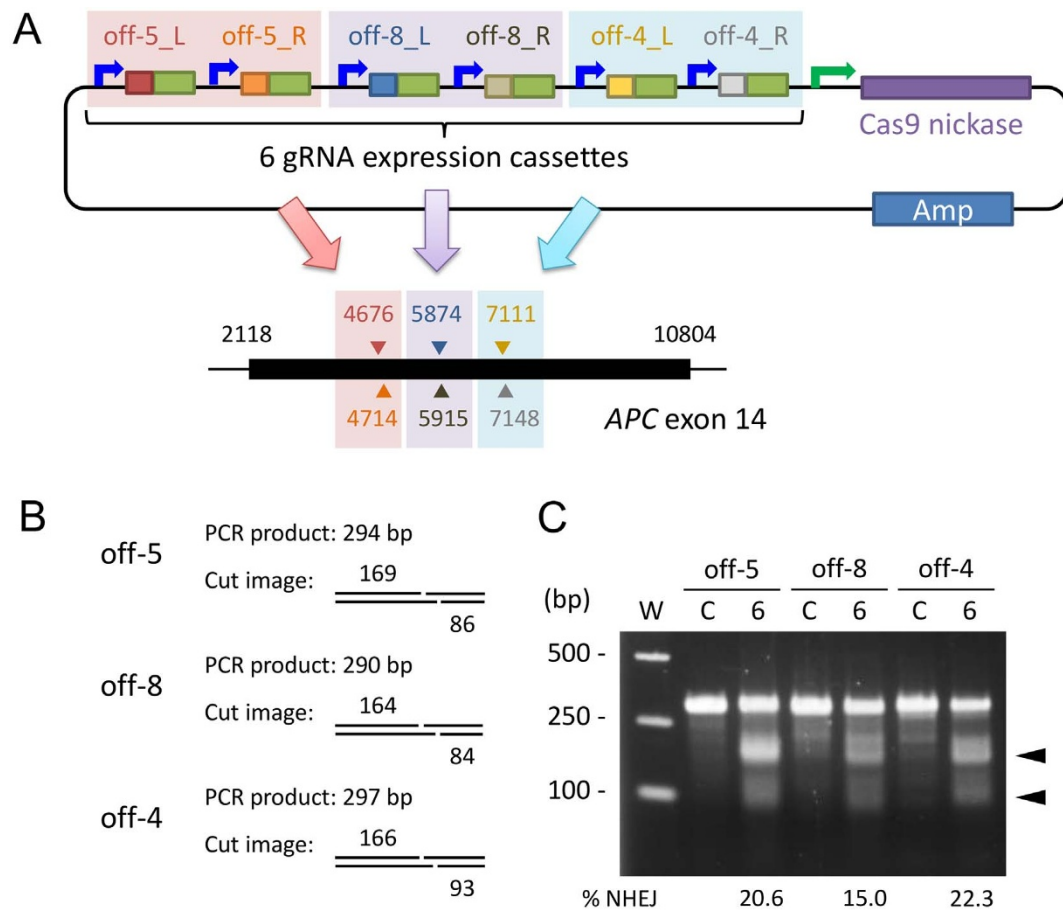 A
off-5_L off-5_R off-8_L off-8_R off-4_L off-4_R
Cas9 nickase
6 gRNA expression cassettes
Amp
4676 5874 7111
2118 10804
4714 5915 7148
APC exon 14
B
off-5
PCR product: 294 bp
Cut image: 169
86
off-8
PCR product: 290 bp
Cut image: 164
84
off-4
PCR product: 297 bp
Cut image: 166
93
C
off-5 off-8 off-4
(bp) W C 6 C 6 C 6
500 -
250 -
100 -
% NHEJ 20.6 15.0 22.3